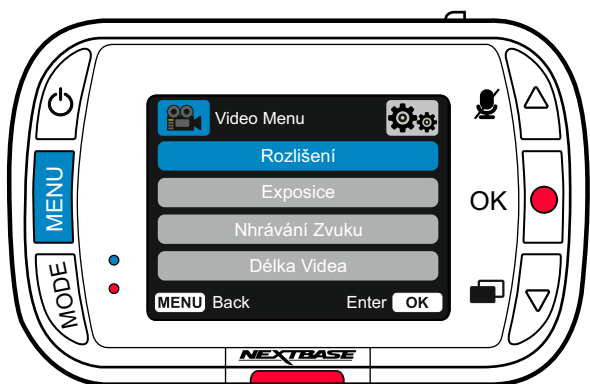 Video Menu
Rozlišení
Exposice
Nhrávání Zvuku
Délka Videa
MENU Back Enter OK
MENU
MODE
OK
NEXTBASE